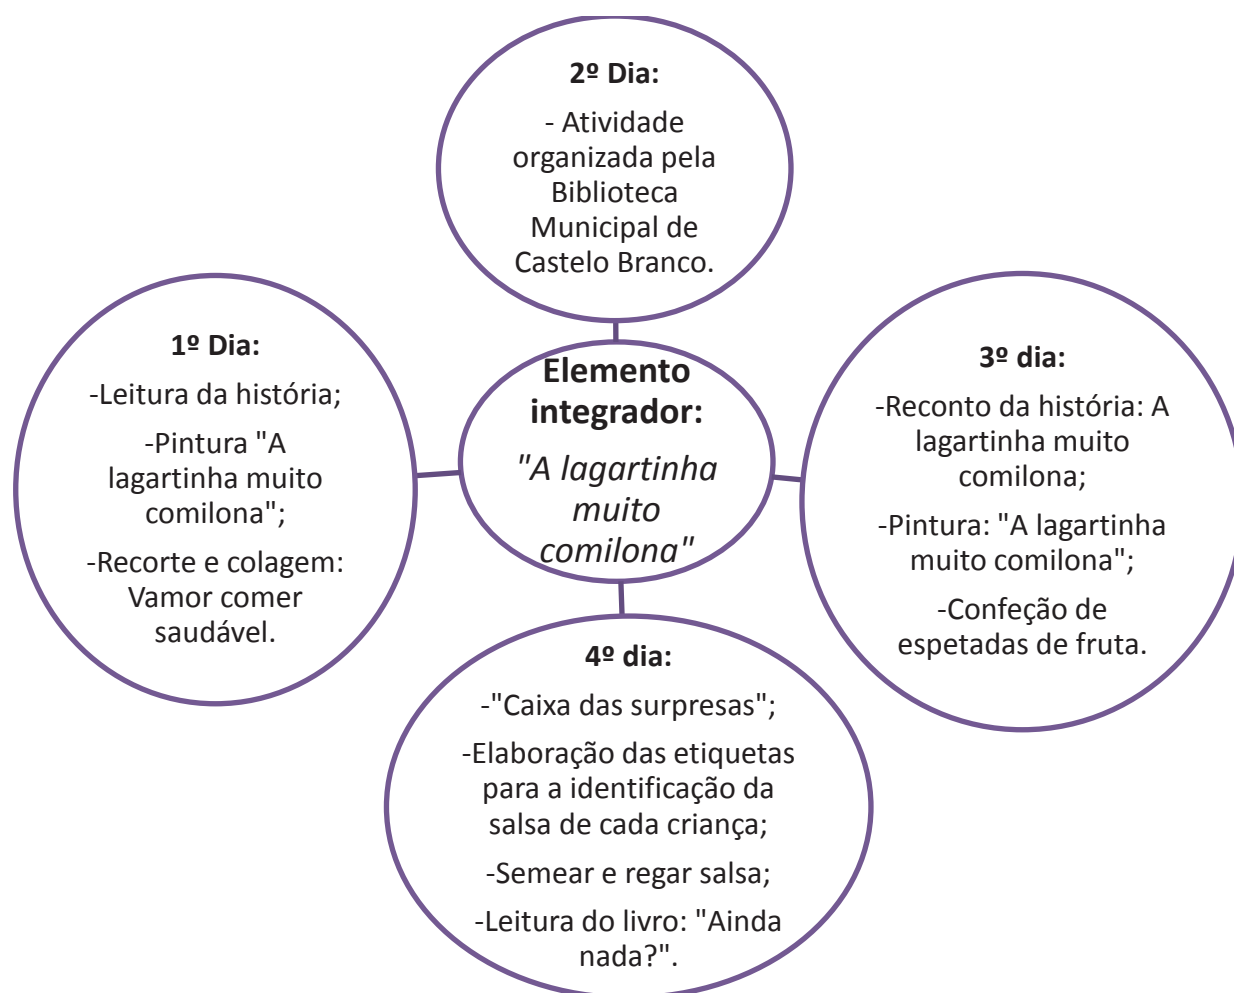 2º Dia:
- Atividade
organizada pela
Biblioteca
Municipal de
Castelo Branco.
1º Dia:
-Leitura da história;
-Pintura "A
lagartinha muito
comilona";
-Recorte e colagem:
Vamor comer
saudável.
Elemento
integrador:
"A lagartinha
muito
comilona"
3º dia:
-Reconto da história: A
lagartinha muito
comilona;
-Pintura: "A lagartinha
muito comilona";
-Confeção de
espetadas de fruta.
4º dia:
-"Caixa das surpresas";
-Elaboração das etiquetas
para a identificação da
salsa de cada criança;
-Semear e regar salsa;
-Leitura do livro: "Ainda
nada?".